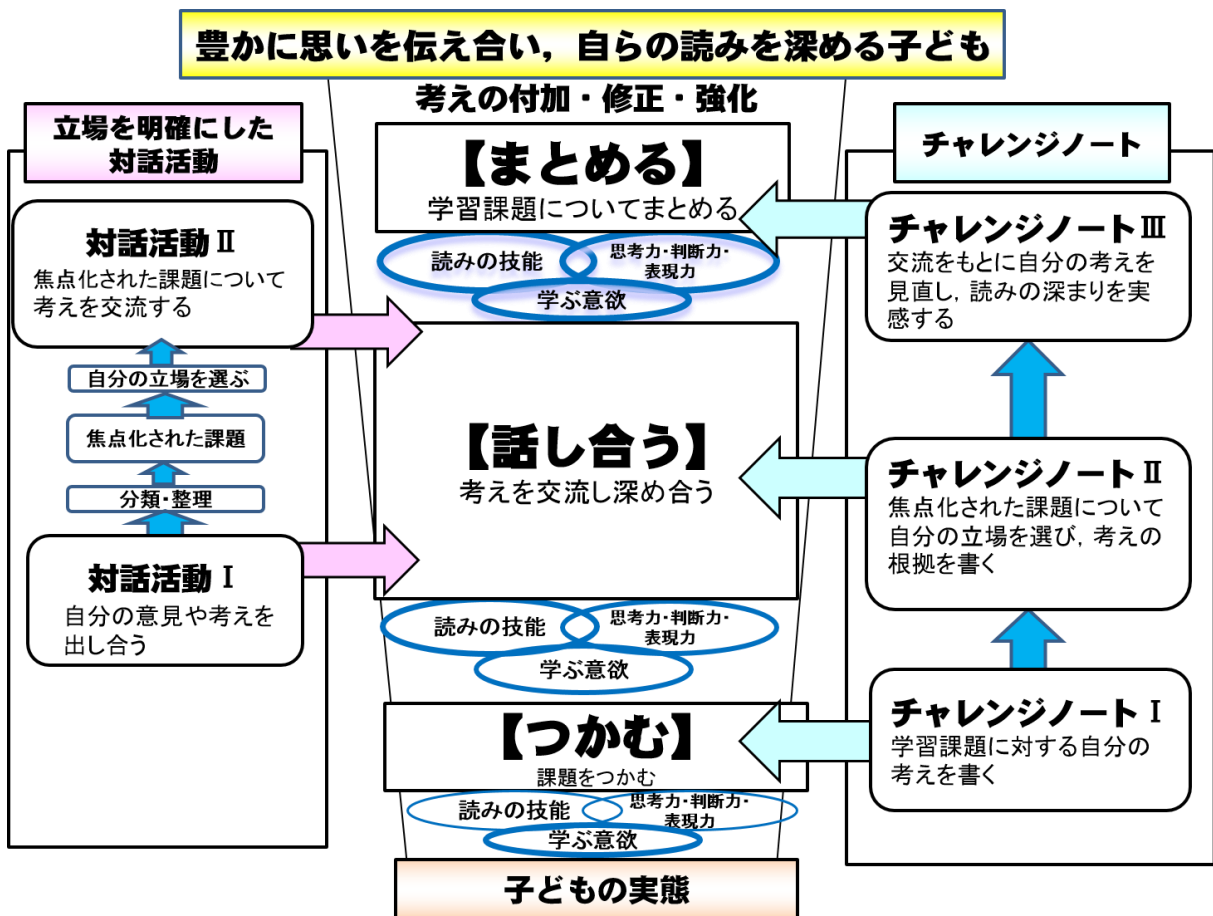 豊かに思いを伝え合い，自らの読みを深める子ども
考えの付加・修正・強化
立場を明確にした
対話活動
対話活動Ⅱ
焦点化された課題について
考えを交流する
自分の立場を選ぶ
焦点化された課題
分類・整理
対話活動Ⅰ
自分の意見や考えを
出し合う
【まとめる】
学習課題についてまとめる
読みの技能
思考力・判断力・
表現力
学ぶ意欲
【話し合う】
考えを交流し深め合う
読みの技能
思考力・判断力・
表現力
学ぶ意欲
【つかむ】
課題をつかむ
読みの技能
思考力・判断力・
表現力
学ぶ意欲
子どもの実態
チャレンジノート
チャレンジノートⅢ
交流をもとに自分の考えを
見直し，読みの深まりを実
感する
チャレンジノートⅡ
焦点化された課題について
自分の立場を選び，考えの
根拠を書く
チャレンジノートⅠ
学習課題に対する自分の
考えを書く